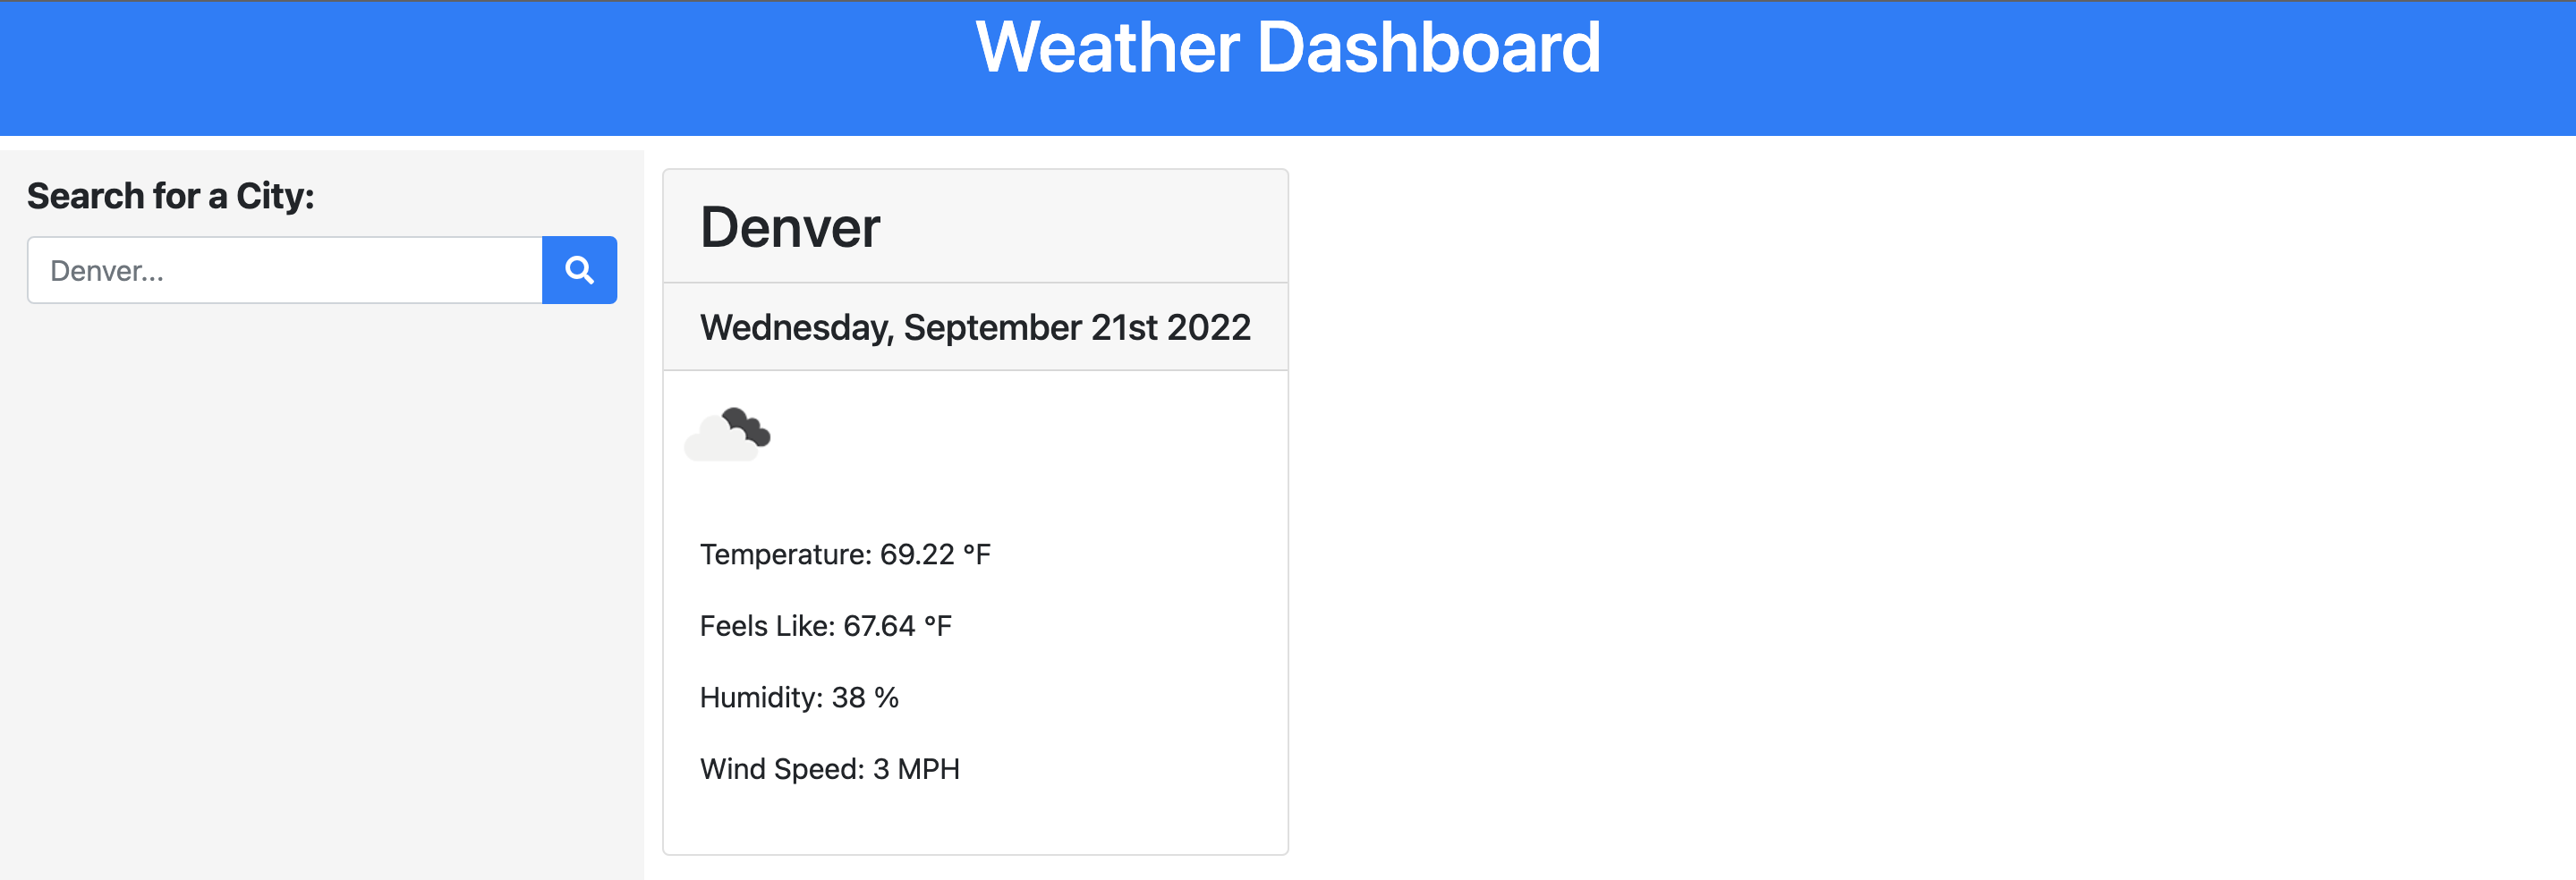 Weather Dashboard
Search for a City:
Denver...
Denver
Wednesday, September 21st 2022
Temperature: 69.22 °F
Feels Like: 67.64 °F
Humidity: 38 %
Wind Speed: 3 MPH